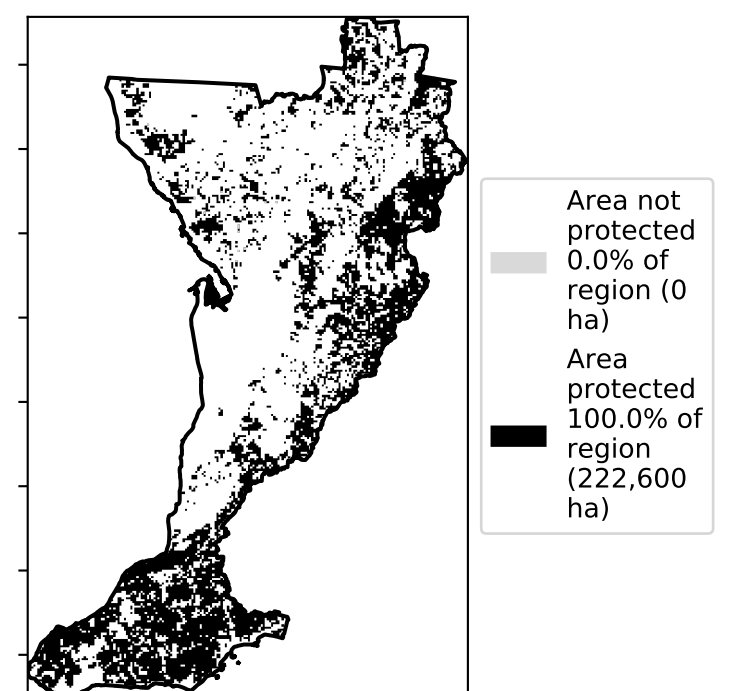 Area not
protected
0.0% of
region (0
ha)
Area
protected
100.0% of
region
(222,600
ha)